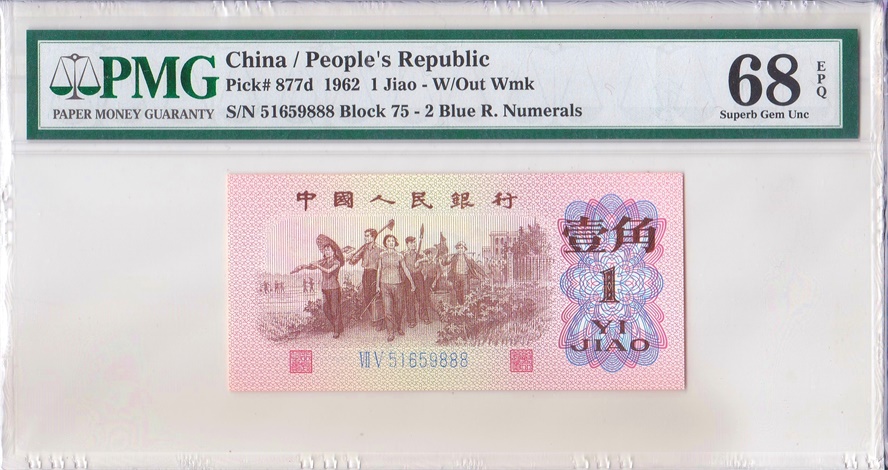 PMG
PAPER MONEY GUARANTY
China / People's Republic
Pick# 877d 1962 1 Jiao - W/Out Wmk
S/N 51659888 Block 75 - 2 Blue R. Numerals
68
EPQ
Superb Gem Unc
中國人民銀行
壹角
1
YI
JIAO
Ⅶ Ⅴ 51659888